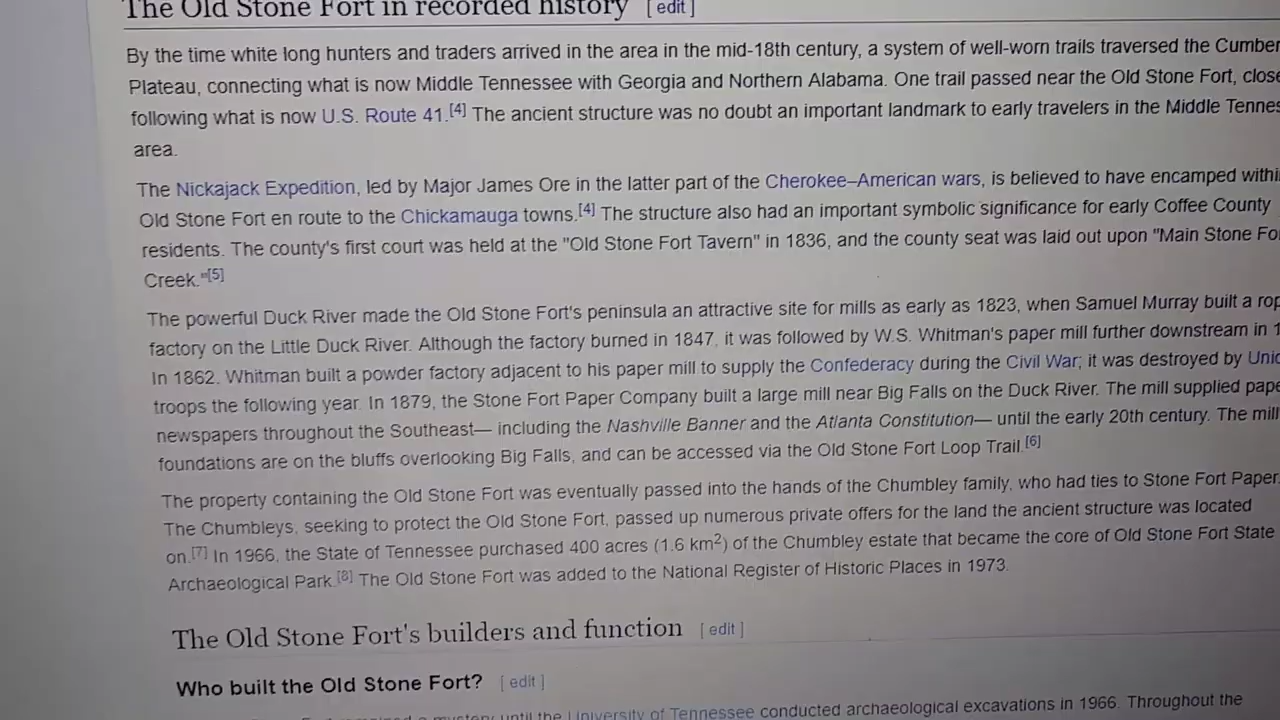 The Old Stone Fort in recorded history [ edit ]
By the time white long hunters and traders arrived in the area in the mid-18th century, a system of well-worn trails traversed the Cumber
Plateau, connecting what is now Middle Tennessee with Georgia and Northern Alabama. One trail passed near the Old Stone Fort, close
following what is now U.S. Route 41.[4] The ancient structure was no doubt an important landmark to early travelers in the Middle Tennes
area.
The Nickajack Expedition, led by Major James Ore in the latter part of the Cherokee–American wars, is believed to have encamped withi
Old Stone Fort en route to the Chickamauga towns.[4] The structure also had an important symbolic significance for early Coffee County
residents. The county's first court was held at the "Old Stone Fort Tavern" in 1836, and the county seat was laid out upon "Main Stone Fo
Creek."[5]
The powerful Duck River made the Old Stone Fort's peninsula an attractive site for mills as early as 1823, when Samuel Murray built a rop
factory on the Little Duck River. Although the factory burned in 1847, it was followed by W.S. Whitman's paper mill further downstream in 1
In 1862, Whitman built a powder factory adjacent to his paper mill to supply the Confederacy during the Civil War; it was destroyed by Unio
troops the following year. In 1879, the Stone Fort Paper Company built a large mill near Big Falls on the Duck River. The mill supplied pape
newspapers throughout the Southeast— including the Nashville Banner and the Atlanta Constitution— until the early 20th century. The mill
foundations are on the bluffs overlooking Big Falls, and can be accessed via the Old Stone Fort Loop Trail.[6]
The property containing the Old Stone Fort was eventually passed into the hands of the Chumbley family, who had ties to Stone Fort Paper.
The Chumbleys, seeking to protect the Old Stone Fort, passed up numerous private offers for the land the ancient structure was located
on.[7] In 1966, the State of Tennessee purchased 400 acres (1.6 km2) of the Chumbley estate that became the core of Old Stone Fort State
Archaeological Park.[8] The Old Stone Fort was added to the National Register of Historic Places in 1973.
The Old Stone Fort's builders and function [ edit ]
Who built the Old Stone Fort? [ edit ]
a mystery until the University of Tennessee conducted archaeological excavations in 1966. Throughout the